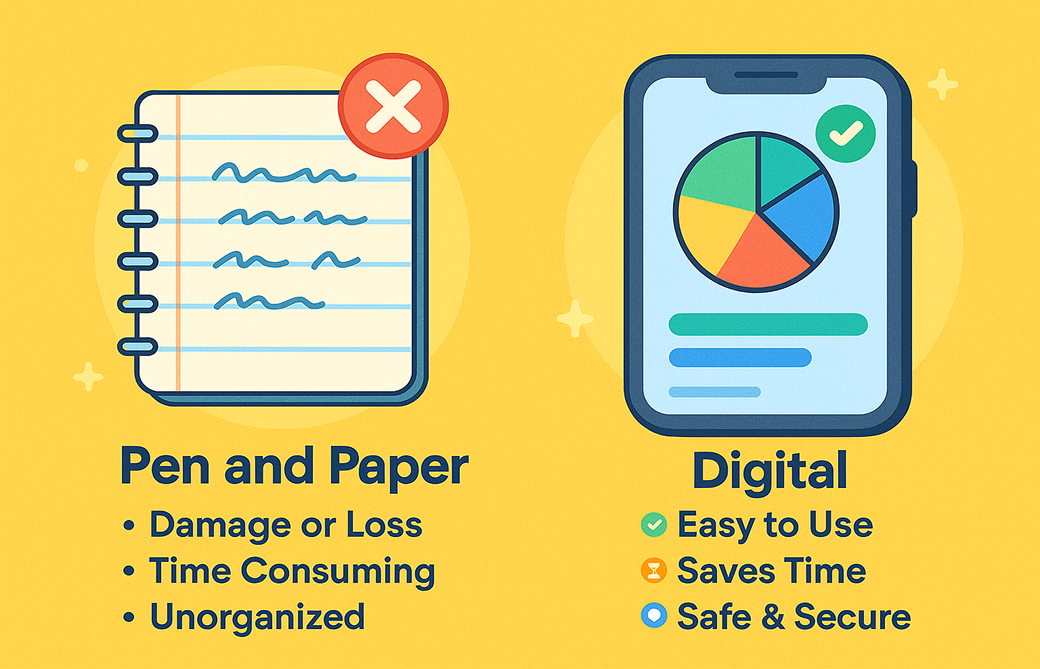 Pen and Paper
• Damage or Loss
• Time Consuming
• Unorganized
Digital
Easy to Use
Saves Time
Safe & Secure